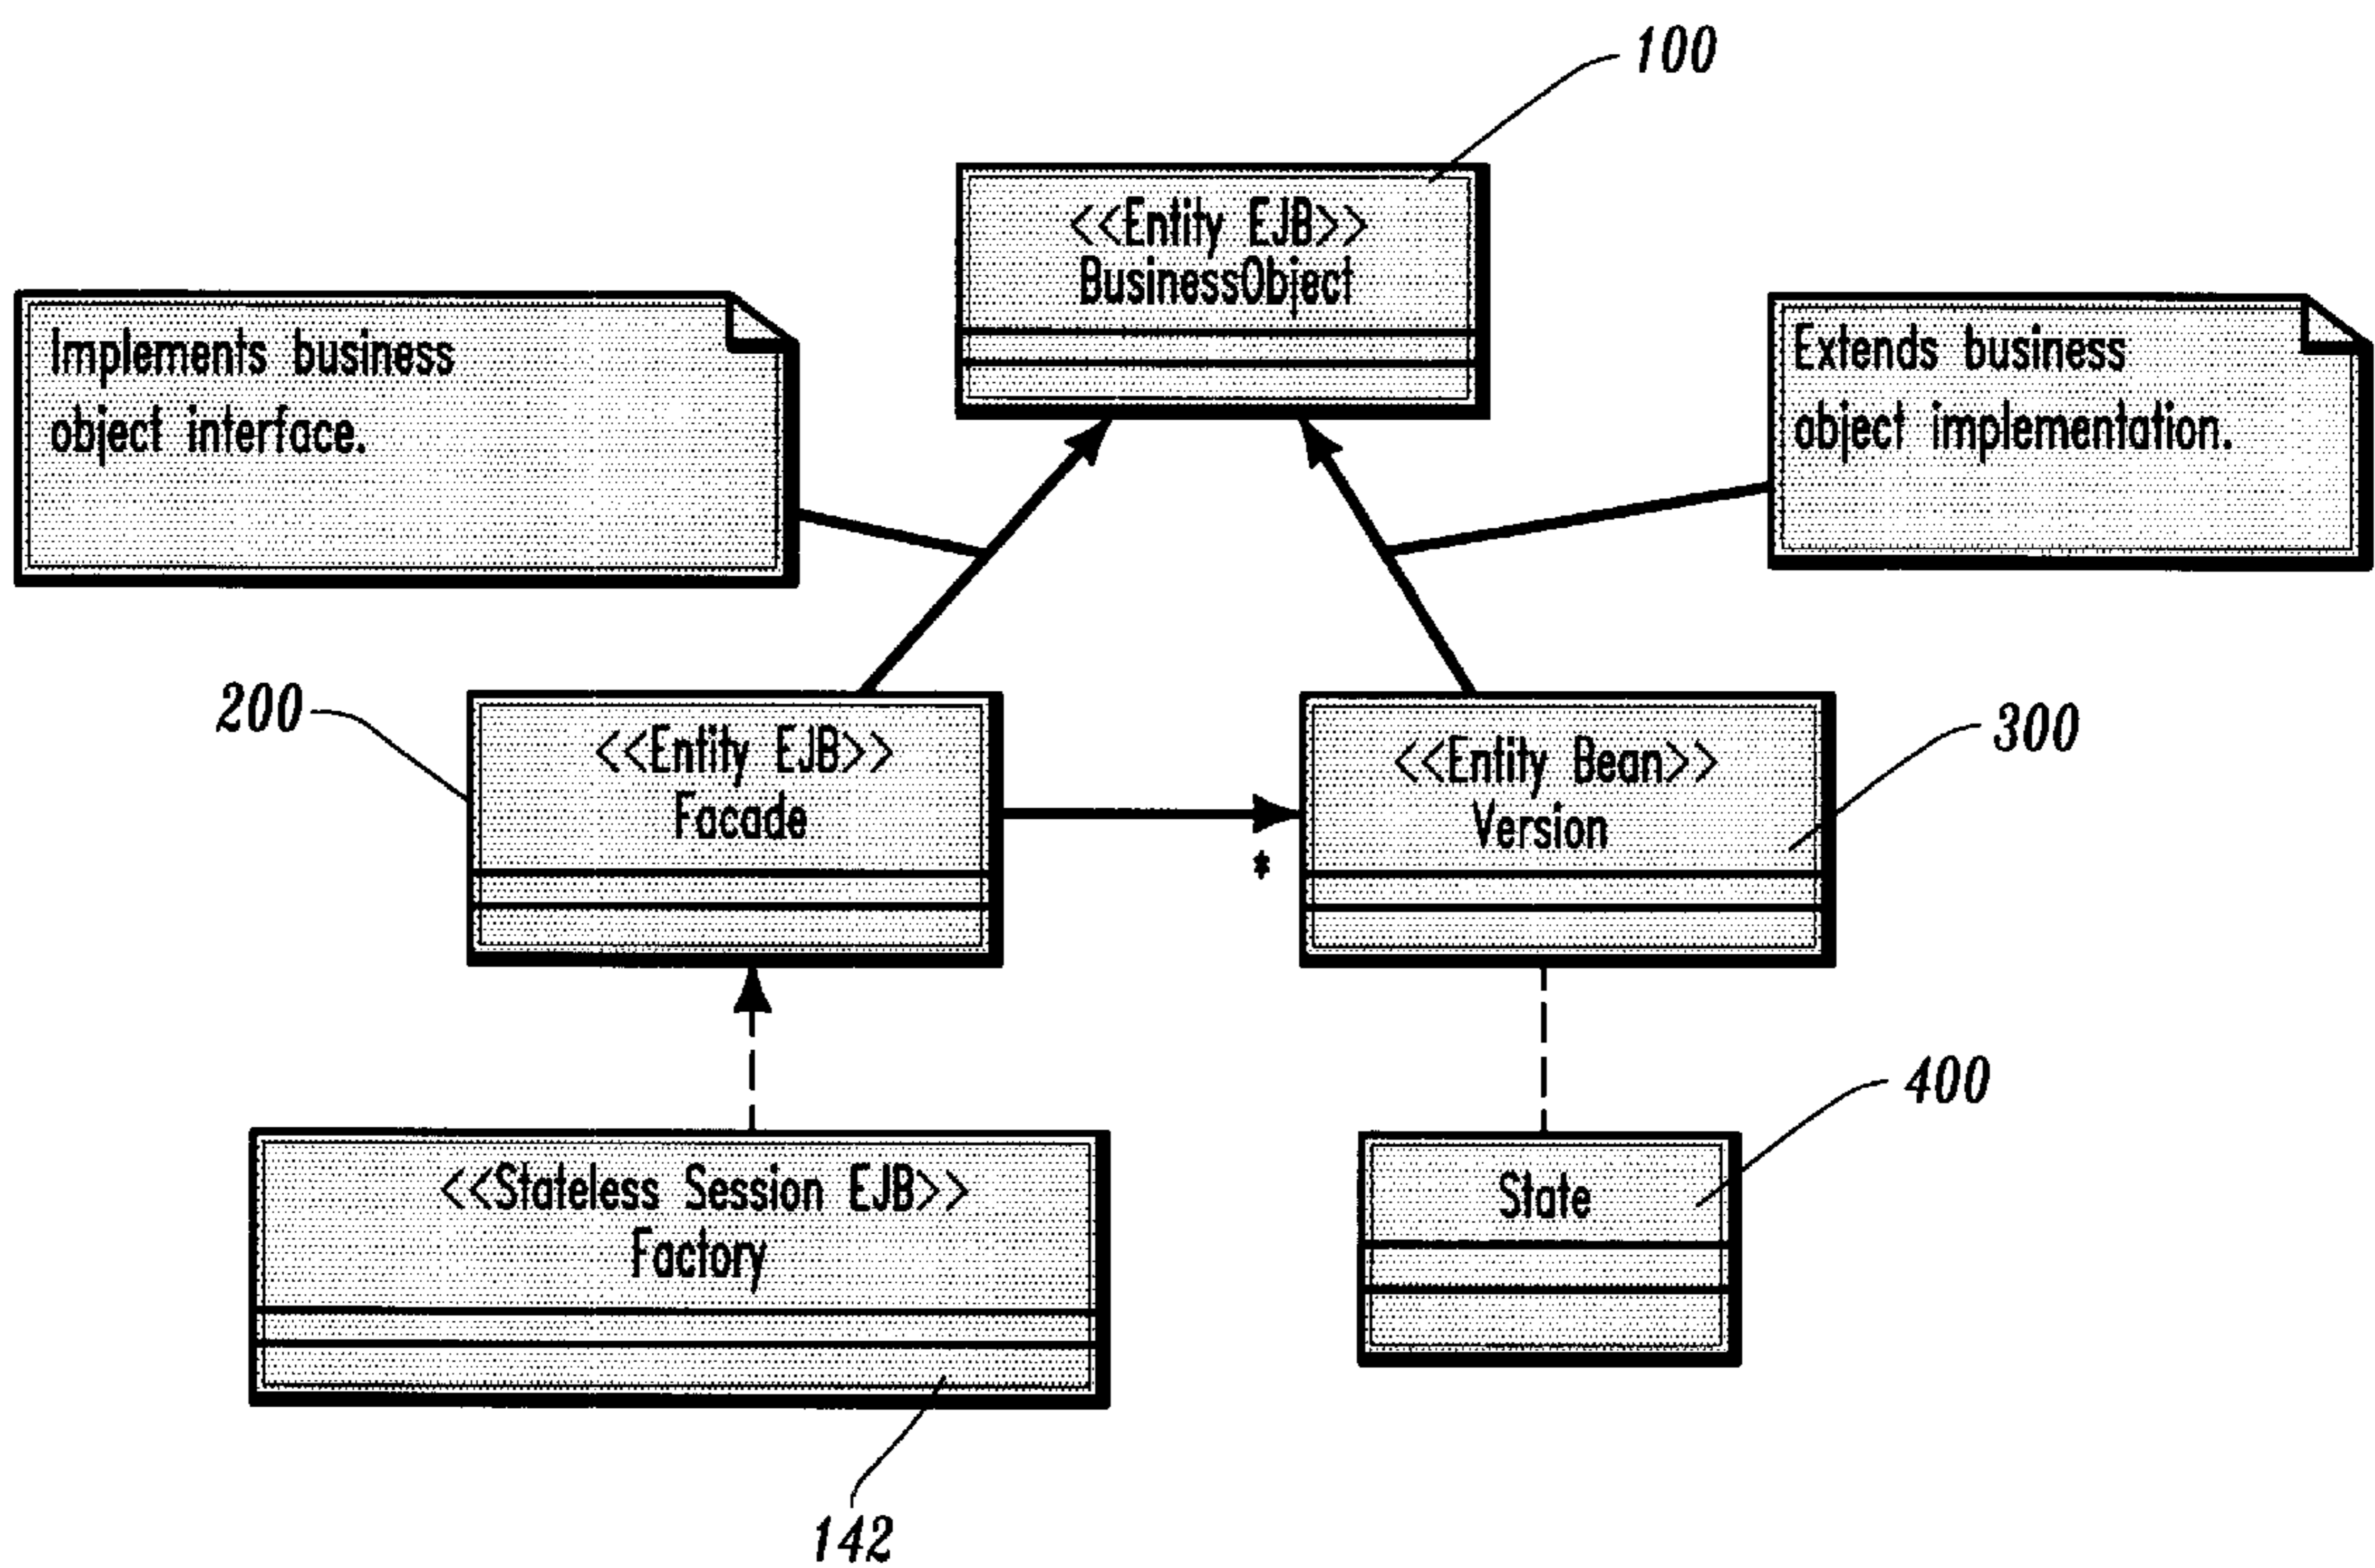 100
<<Entity EJB>>
BusinessObject
Implements business
object interface.
Extends business
object implementation.
200
<<Entity EJB>>
Facade
<<Entity Bean>>
Version
300
*
400
<<Stateless Session EJB>>
Factory
State
142